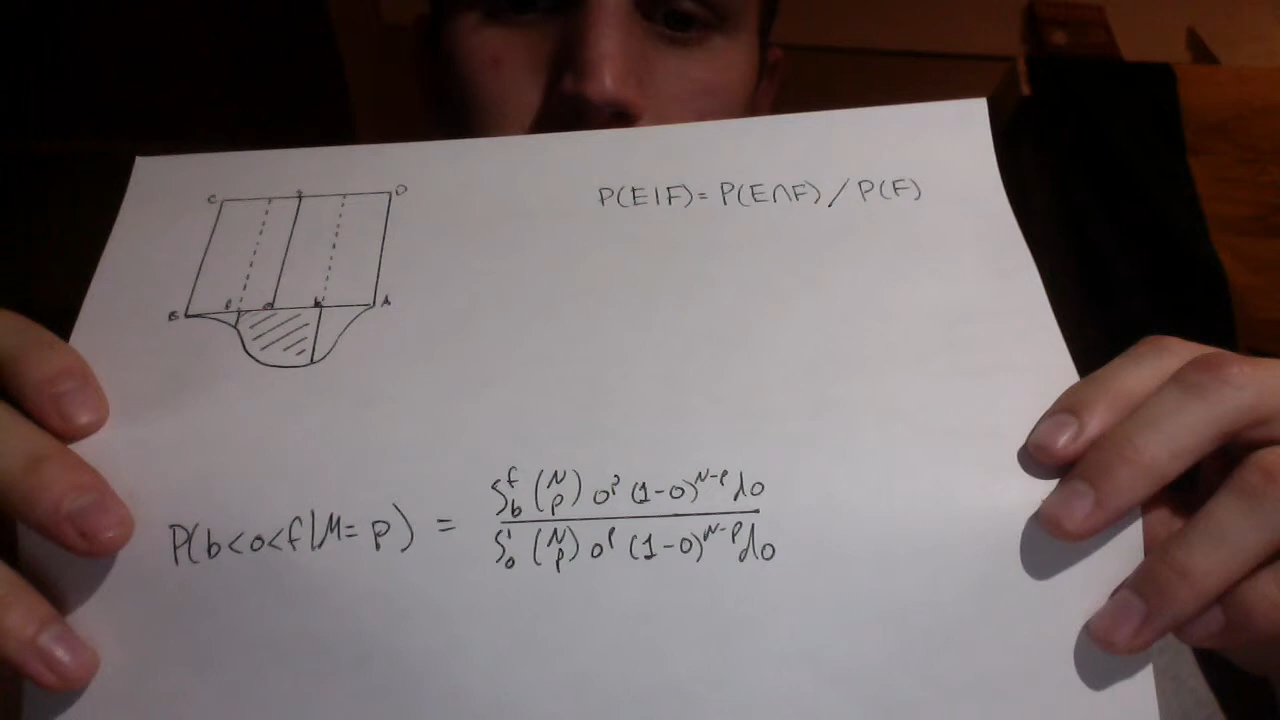 P(E|F) = P(E∩F) / P(F)
C D
B f o b A
P(b<o<f|M=p) = ∫_b^f (N p) o^p (1-o)^{N-p} do
∫_0^1 (N p) o^p (1-o)^{N-p} do